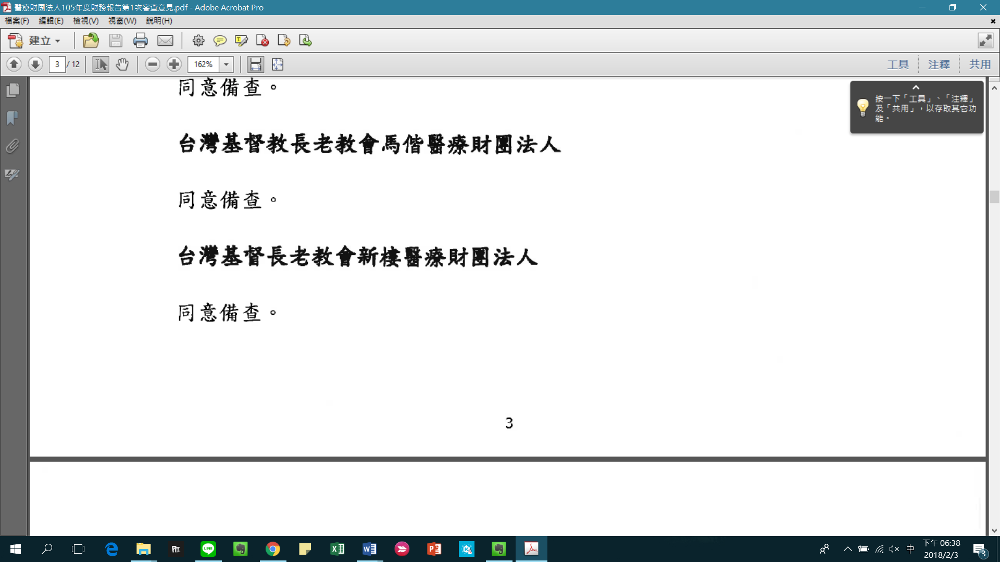 醫療財團法人105年度財務報告第1次審查意見.pdf - Adobe Acrobat Pro
檔案(F) 編輯(E) 檢視(V) 視窗(W) 說明(H)
建立
3 / 12 162% 工具 注釋 共用
同意備查。
按一下「工具」、「注釋」
及「共用」，以存取其它功
能。
台灣基督教長老教會馬偕醫療財團法人
同意備查。
台灣基督長老教會新樓醫療財團法人
同意備查。
3
中
下午 06:38
2018/2/3
3